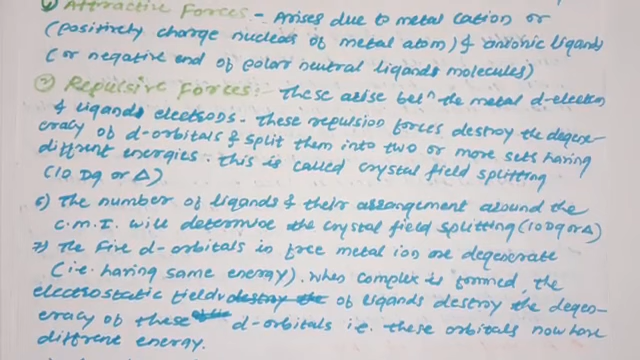 ① Attractive Forces - Arises due to metal cation or
(positively charge nucleus of metal atom) & anionic ligands
(or negative end of polar neutral ligands molecules)
② Repulsive Forces:- These arise betⁿ the metal d-electron
& ligands electrons. These repulsion forces destroy the degene-
eracy of d-orbitals & split them into two or more sets having
diffrent energies. This is called crystal field splitting
(10 Dq or Δ)
6) The number of ligands & their arrangement around the
C.M.I. will determine the crystal field splitting (10 Dq or Δ)
7) The Five d-orbitals in free metal ion are degenerate
(i.e. having same energy). When complex is formed, the
electrostatic field destroy the of ligands destroy the degen-
eracy of these d-orbitals i.e. these orbitals now have
different energy.